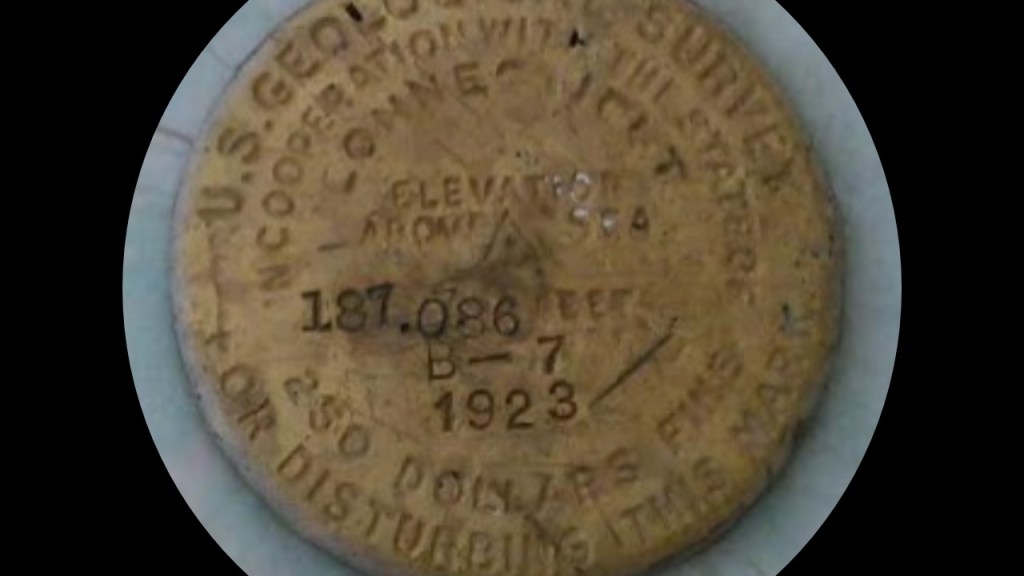 U.S. GEOLOGICAL SURVEY
IN COOPERATION WITH THE STATE OF
CONNECTICUT
ELEVATION
ABOVE SEA
187.086 FEET
B-7
1923
250 DOLLARS FINE
FOR DISTURBING THIS MARK